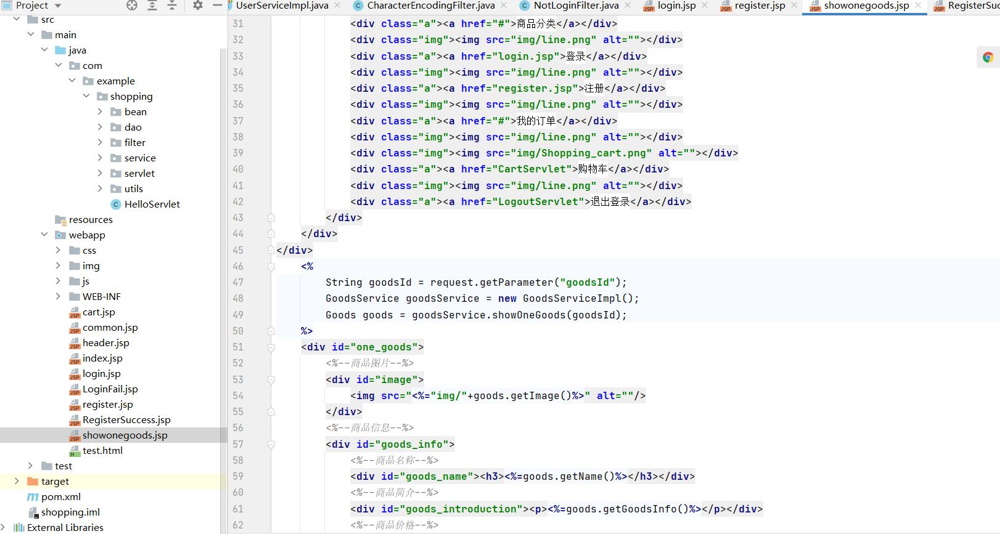 Project
UserServiceImpl.java
CharacterEncodingFilter.java
NotLoginFilter.java
login.jsp
register.jsp
showonegoods.jsp
src
main
java
com
example
shopping
bean
dao
filter
service
servlet
utils
HelloServlet
resources
webapp
css
img
js
WEB-INF
cart.jsp
common.jsp
header.jsp
index.jsp
login.jsp
LoginFail.jsp
register.jsp
RegisterSuccess.jsp
showonegoods.jsp
test.html
test
target
pom.xml
shopping.iml
External Libraries
31 <div class="a"><a href="#">商品分类</a></div>
32 <div class="img"><img src="img/line.png" alt=""></div>
33 <div class="a"><a href="login.jsp">登录</a></div>
34 <div class="img"><img src="img/line.png" alt=""></div>
35 <div class="a"><a href="register.jsp">注册</a></div>
36 <div class="img"><img src="img/line.png" alt=""></div>
37 <div class="a"><a href="#">我的订单</a></div>
38 <div class="img"><img src="img/line.png" alt=""></div>
39 <div class="img"><img src="img/Shopping_cart.png" alt=""></div>
40 <div class="a"><a href="CartServlet">购物车</a></div>
41 <div class="img"><img src="img/line.png" alt=""></div>
42 <div class="a"><a href="LogoutServlet">退出登录</a></div>
43 </div>
44 </div>
45 </div>
46 <%
47 String goodsId = request.getParameter("goodsId");
48 GoodsService goodsService = new GoodsServiceImpl();
49 Goods goods = goodsService.showOneGoods(goodsId);
50 %>
51 <div id="one_goods">
52 <%--商品图片--%>
53 <div id="image">
54 <img src="<%="img/"+goods.getImage()%>" alt=""/>
55 </div>
56 <%--商品信息--%>
57 <div id="goods_info">
58 <%--商品名称--%>
59 <div id="goods_name"><h3><%=goods.getName()%></h3></div>
60 <%--商品简介--%>
61 <div id="goods_introduction"><p><%=goods.getGoodsInfo()%></p></div>
62 <%--商品价格--%>